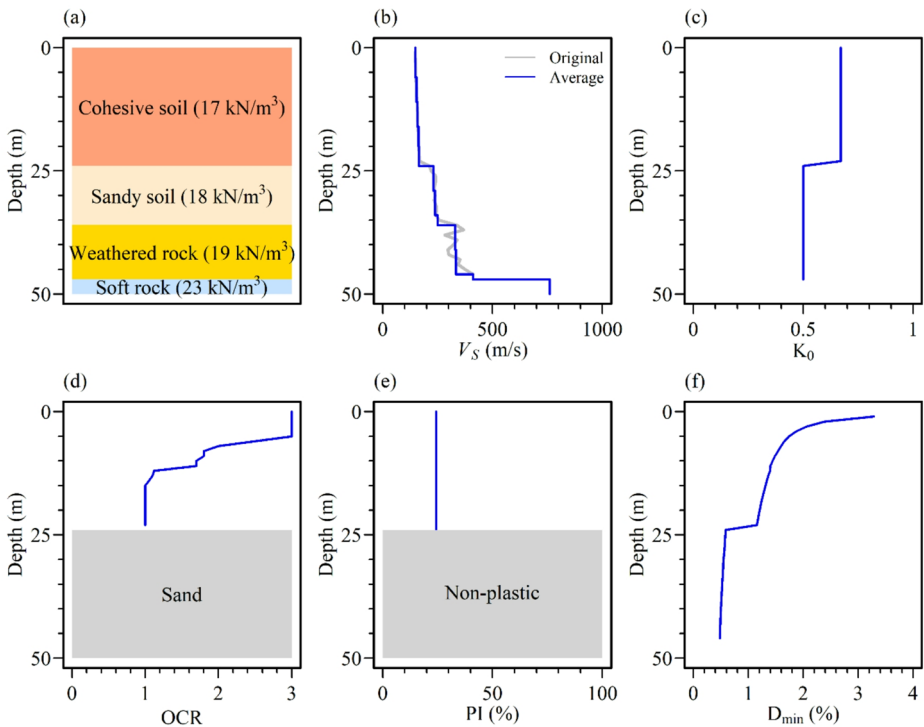 (a)
0
25
50
Depth (m)
Cohesive soil (17 kN/m³)
Sandy soil (18 kN/m³)
Weathered rock (19 kN/m³)
Soft rock (23 kN/m³)
(b)
Original
Average
0
25
50
Depth (m)
0 500 1000
V_S (m/s)
(c)
0
25
50
Depth (m)
0 0.5 1
K₀
(d)
0
25
50
Depth (m)
Sand
0 1 2 3
OCR
(e)
0
25
50
Depth (m)
Non-plastic
0 50 100
PI (%)
(f)
0
25
50
Depth (m)
0 1 2 3 4
D_min (%)